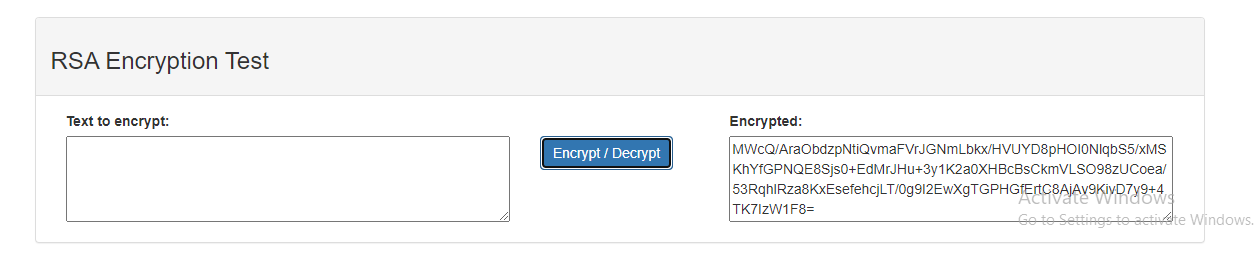 RSA Encryption Test
Text to encrypt:
Encrypt / Decrypt
Encrypted:
MWcQ/AraObdzpNtiQvmaFVrJGNmLbkx/HVUYD8pHOI0NlqbS5/xMS
KhYfGPNQE8Sjs0+EdMrJHu+3y1K2a0XHBcBsCkmVLSO98zUCoea/
53RqhIRza8KxEsefehcjLT/0g9I2EwXgTGPHGfErtC8AjAv9KivD7y9+4
TK7IzW1F8=
Activate Windows
Go to Settings to activate Windows.